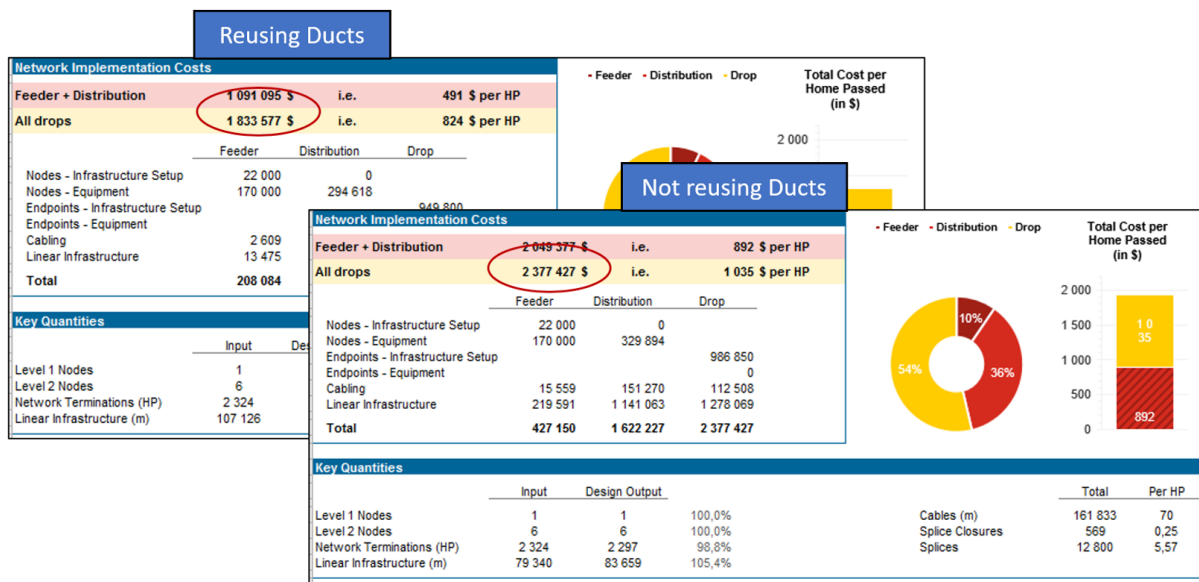 Reusing Ducts
Network Implementation Costs
Feeder + Distribution 1 091 095 $ i.e. 491 $ per HP
All drops 1 833 577 $ i.e. 824 $ per HP
Feeder Distribution Drop
Nodes - Infrastructure Setup 22 000 0
Nodes - Equipment 170 000 294 618
Endpoints - Infrastructure Setup 949 800
Endpoints - Equipment
Cabling 2 609
Linear Infrastructure 13 475
Total 208 084
Feeder Distribution Drop
Total Cost per
Home Passed
(in $)
2 000
Key Quantities
Input
Level 1 Nodes 1
Level 2 Nodes 6
Network Terminations (HP) 2 324
Linear Infrastructure (m) 107 126
Not reusing Ducts
Network Implementation Costs
Feeder + Distribution 2 049 377 $ i.e. 892 $ per HP
All drops 2 377 427 $ i.e. 1 035 $ per HP
Feeder Distribution Drop
Nodes - Infrastructure Setup 22 000 0
Nodes - Equipment 170 000 329 894
Endpoints - Infrastructure Setup 986 850
Endpoints - Equipment 0
Cabling 15 559 151 270 112 508
Linear Infrastructure 219 591 1 141 063 1 278 069
Total 427 150 1 622 227 2 377 427
Feeder Distribution Drop
10%
36%
54%
Total Cost per
Home Passed
(in $)
2 000
1 500
1 000
500
0
1 0
35
892
Key Quantities
Input Design Output
Level 1 Nodes 1 1 100,0%
Level 2 Nodes 6 6 100,0%
Network Terminations (HP) 2 324 2 297 98,8%
Linear Infrastructure (m) 79 340 83 659 105,4%
Total Per HP
Cables (m) 161 833 70
Splice Closures 569 0,25
Splices 12 800 5,57